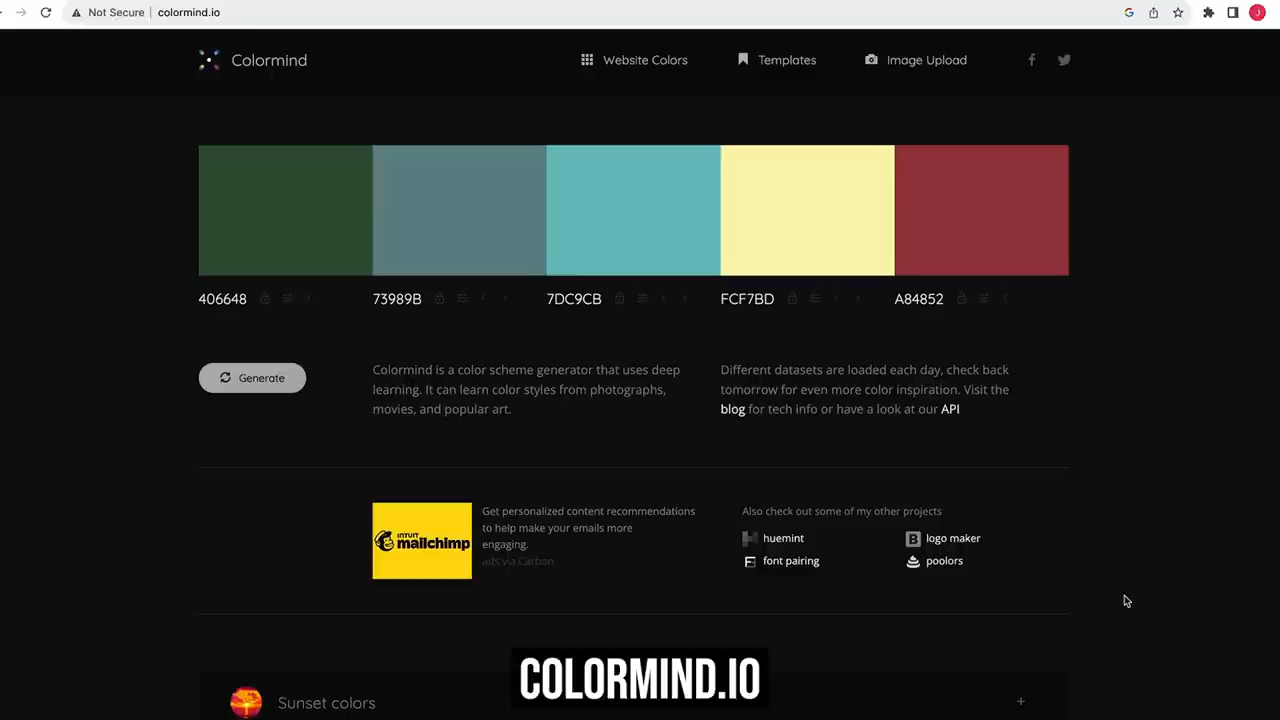 Not Secure | colormind.io
Colormind
Website Colors
Templates
Image Upload
406648
73989B
7DC9CB
FCF7BD
A84852
Generate
Colormind is a color scheme generator that uses deep
learning. It can learn color styles from photographs,
movies, and popular art.
Different datasets are loaded each day, check back
tomorrow for even more color inspiration. Visit the
blog for tech info or have a look at our API
INTUIT
mailchimp
Get personalized content recommendations
to help make your emails more
engaging.
ads via Carbon
Also check out some of my other projects
huemint
logo maker
font pairing
poolors
COLORMIND.IO
Sunset colors